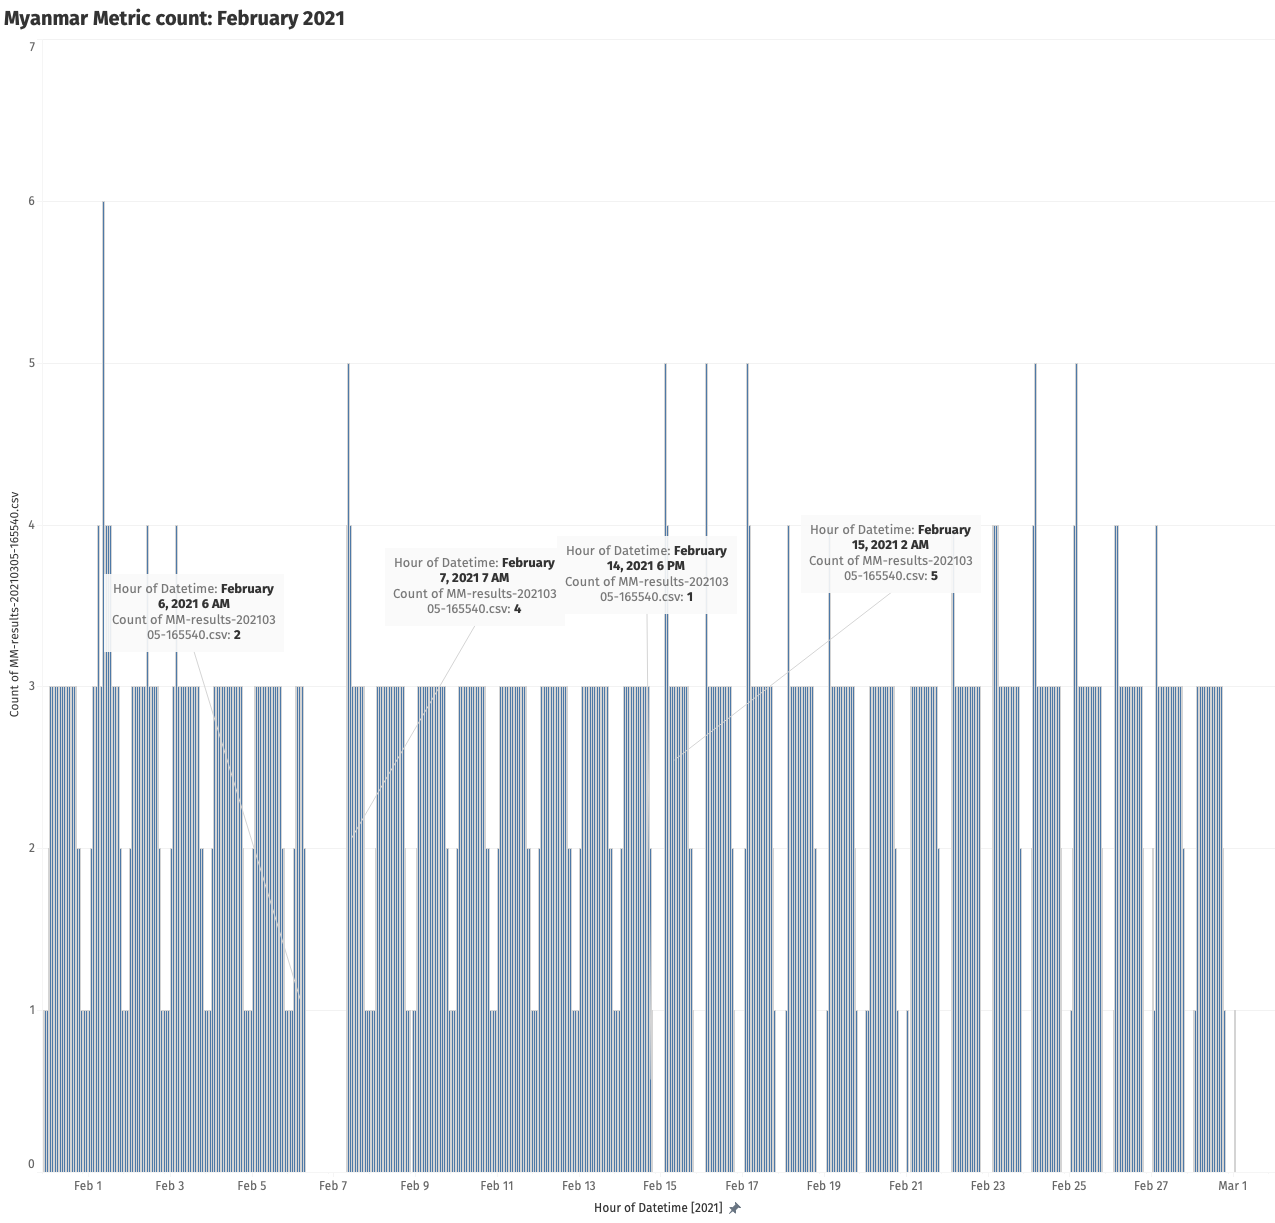 Myanmar Metric count: February 2021
7
6
5
4
3
2
1
0
Count of MM-results-20210305-165540.csv
Hour of Datetime: February
6, 2021 6 AM
Count of MM-results-202103
05-165540.csv: 2
Hour of Datetime: February
7, 2021 7 AM
Count of MM-results-202103
05-165540.csv: 4
Hour of Datetime: February
14, 2021 6 PM
Count of MM-results-202103
05-165540.csv: 1
Hour of Datetime: February
15, 2021 2 AM
Count of MM-results-202103
05-165540.csv: 5
Feb 1
Feb 3
Feb 5
Feb 7
Feb 9
Feb 11
Feb 13
Feb 15
Feb 17
Feb 19
Feb 21
Feb 23
Feb 25
Feb 27
Mar 1
Hour of Datetime [2021]